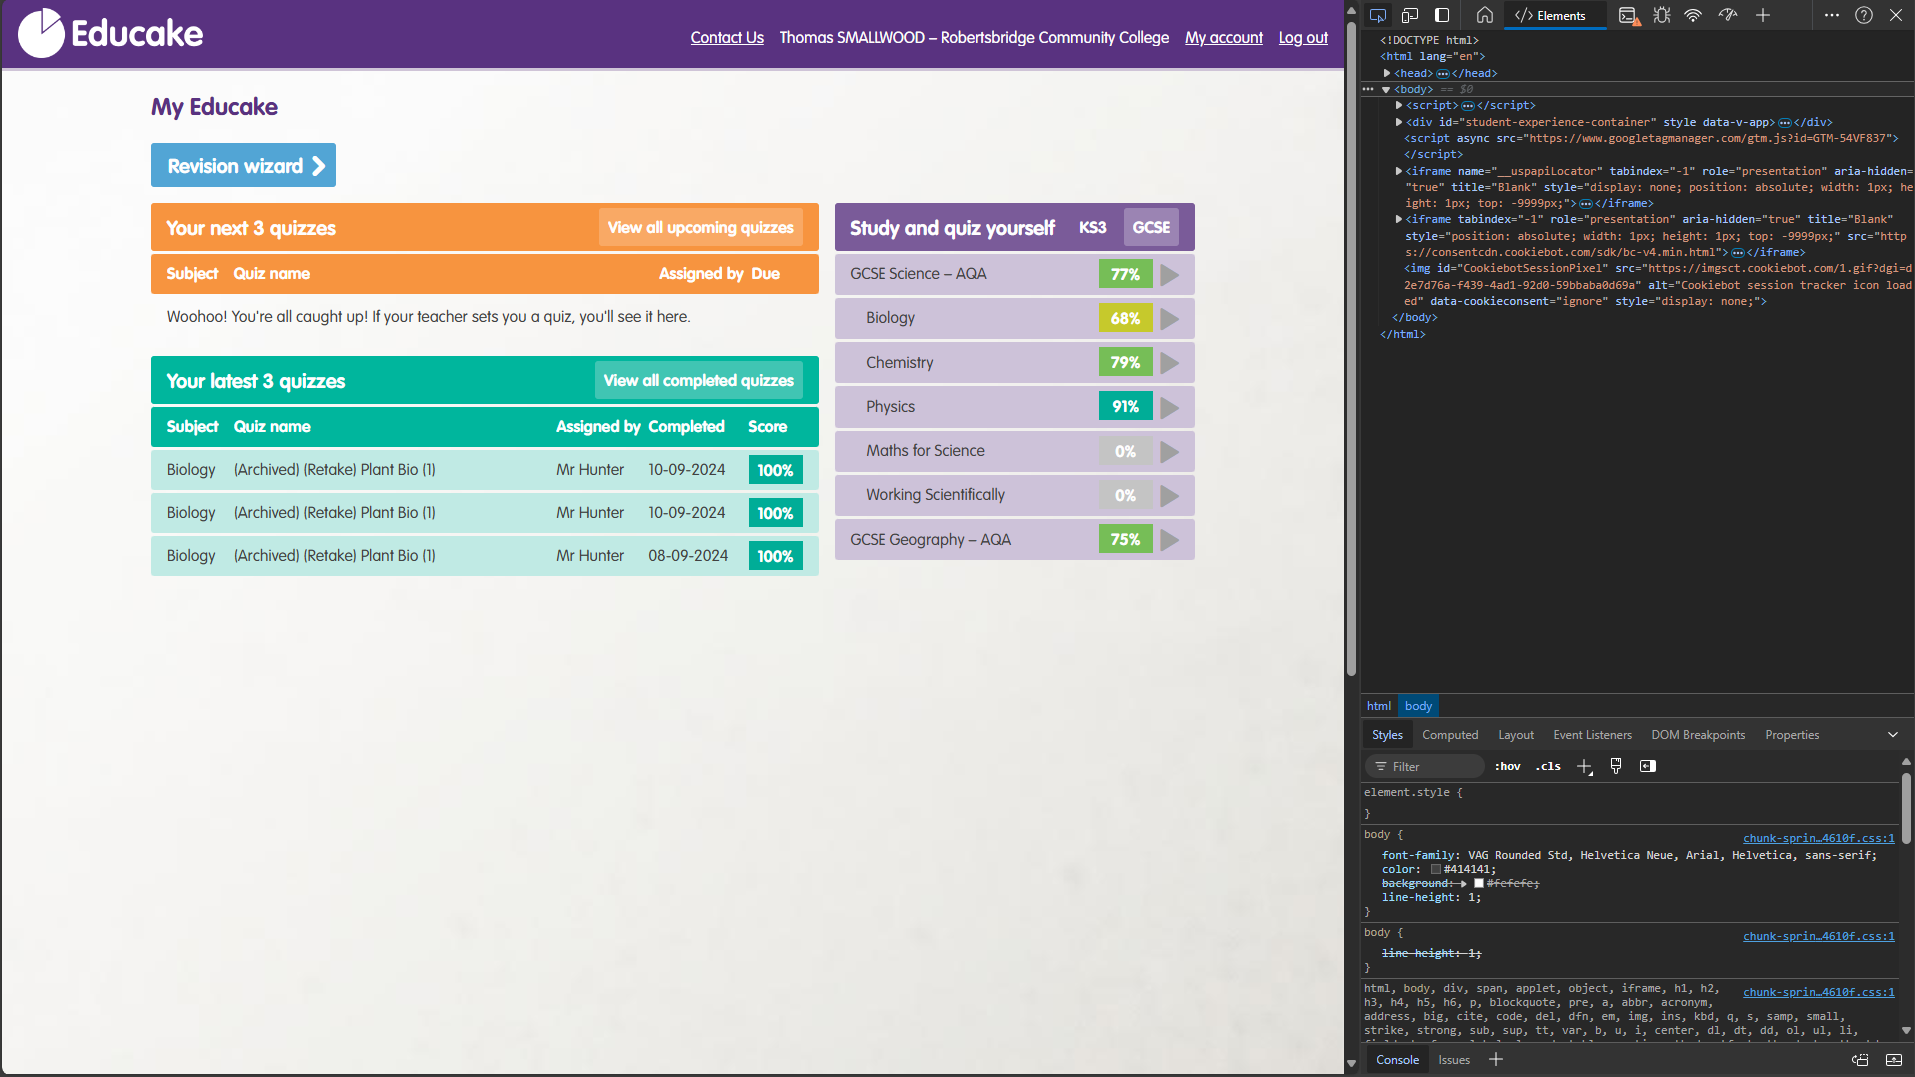 Educake
Contact Us Thomas SMALLWOOD – Robertsbridge Community College My account Log out
My Educake
Revision wizard
Your next 3 quizzes View all upcoming quizzes
Subject Quiz name Assigned by Due
Woohoo! You're all caught up! If your teacher sets you a quiz, you'll see it here.
Your latest 3 quizzes View all completed quizzes
Subject Quiz name Assigned by Completed Score
Biology (Archived) (Retake) Plant Bio (1) Mr Hunter 10-09-2024 100%
Biology (Archived) (Retake) Plant Bio (1) Mr Hunter 10-09-2024 100%
Biology (Archived) (Retake) Plant Bio (1) Mr Hunter 08-09-2024 100%
Study and quiz yourself KS3 GCSE
GCSE Science – AQA 77%
Biology 68%
Chemistry 79%
Physics 91%
Maths for Science 0%
Working Scientifically 0%
GCSE Geography – AQA 75%
Elements
<!DOCTYPE html>
<html lang="en">
<head> </head>
<body> == $0
<script> </script>
<div id="student-experience-container" style data-v-app> </div>
<script async src="https://www.googletagmanager.com/gtm.js?id=GTM-54VF837">
</script>
<iframe name="__uspapiLocator" tabindex="-1" role="presentation" aria-hidden=
"true" title="Blank" style="display: none; position: absolute; width: 1px; he
ight: 1px; top: -9999px;"> </iframe>
<iframe tabindex="-1" role="presentation" aria-hidden="true" title="Blank"
style="position: absolute; width: 1px; height: 1px; top: -9999px;" src="http
s://consentcdn.cookiebot.com/sdk/bc-v4.min.html"> </iframe>
<img id="CookiebotSessionPixel" src="https://imgsct.cookiebot.com/1.gif?dgi=d
2e7d76a-f439-4ad1-92d0-59bbaba0d69a" alt="Cookiebot session tracker icon load
ed" data-cookieconsent="ignore" style="display: none;">
</body>
</html>
html body
Styles Computed Layout Event Listeners DOM Breakpoints Properties
Filter :hov .cls
element.style {
}
body { chunk-sprin…4610f.css:1
font-family: VAG Rounded Std, Helvetica Neue, Arial, Helvetica, sans-serif;
color: #414141;
background: #fefefe;
line-height: 1;
}
body { chunk-sprin…4610f.css:1
line-height: 1;
}
html, body, div, span, applet, object, iframe, h1, h2, chunk-sprin…4610f.css:1
h3, h4, h5, h6, p, blockquote, pre, a, abbr, acronym,
address, big, cite, code, del, dfn, em, img, ins, kbd, q, s, samp, small,
strike, strong, sub, sup, tt, var, b, u, i, center, dl, dt, dd, ol, ul, li,
Console Issues